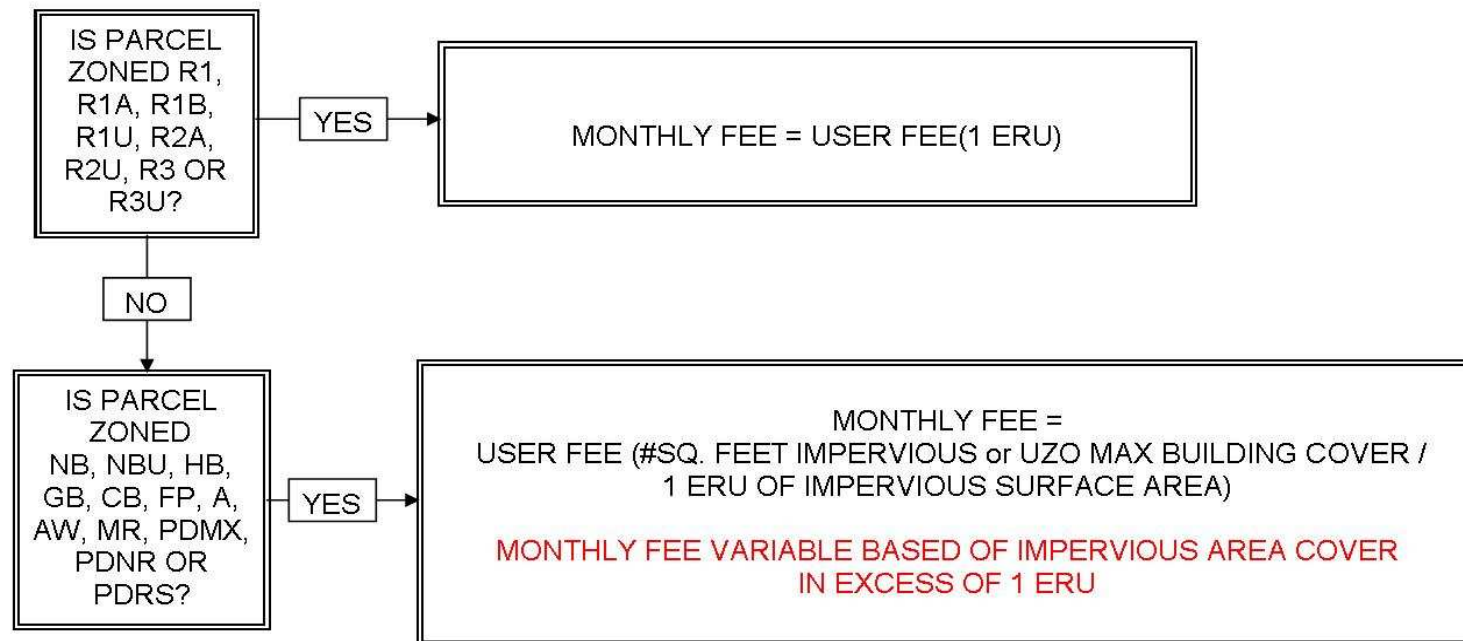 IS PARCEL
ZONED R1,
R1A, R1B,
R1U, R2A,
R2U, R3 OR
R3U?
YES
MONTHLY FEE = USER FEE(1 ERU)
NO
IS PARCEL
ZONED
NB, NBU, HB,
GB, CB, FP, A,
AW, MR, PDMX,
PDNR OR
PDRS?
YES
MONTHLY FEE =
USER FEE (#SQ. FEET IMPERVIOUS or UZO MAX BUILDING COVER /
1 ERU OF IMPERVIOUS SURFACE AREA)
MONTHLY FEE VARIABLE BASED OF IMPERVIOUS AREA COVER
IN EXCESS OF 1 ERU